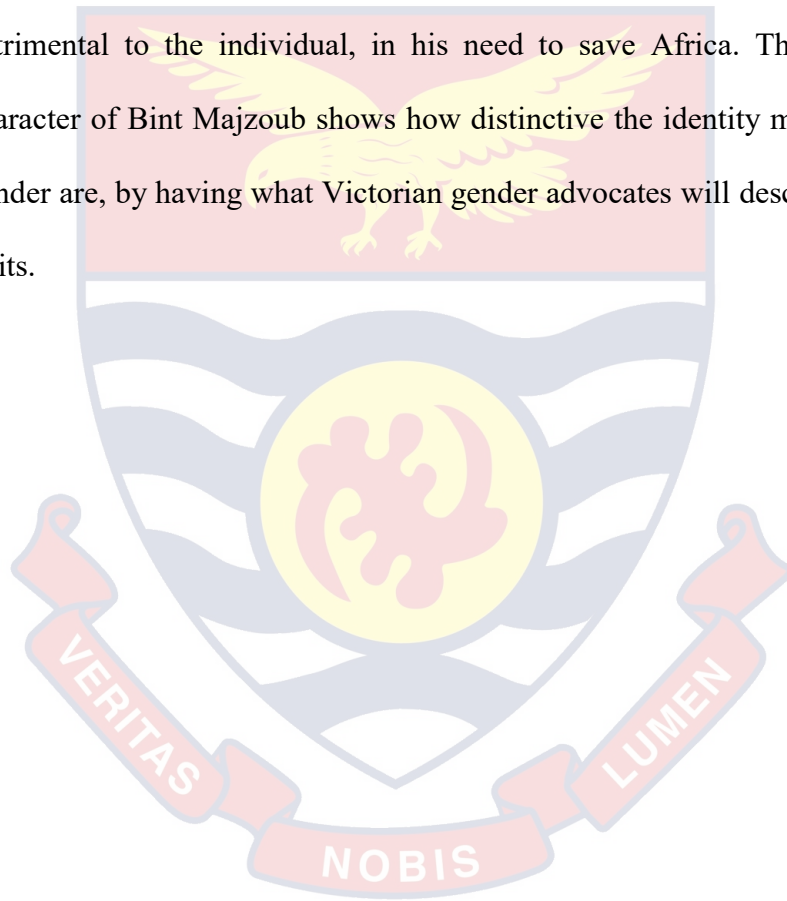 trimental to the individual, in his need to save Africa. Th
aracter of Bint Majzoub shows how distinctive the identity m
nder are, by having what Victorian gender advocates will desc
its.
VERITAS
NOBIS
LUMEN